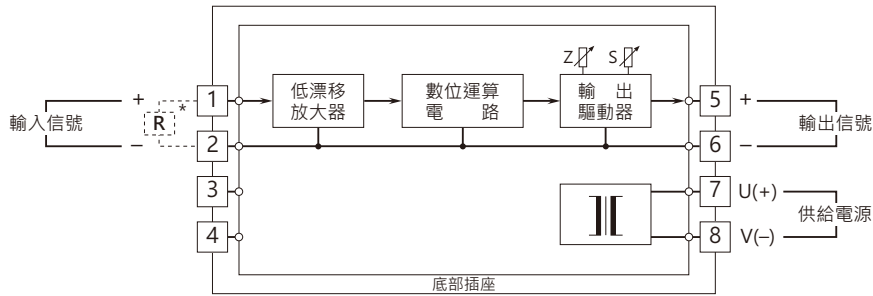 Z S
低漂移
放大器
數位運算
電 路
輸 出
驅動器
輸入信號
+
–
R
*
1
2
3
4
5
6
7
8
+
–
輸出信號
U(+)
V(–)
供給電源
底部插座